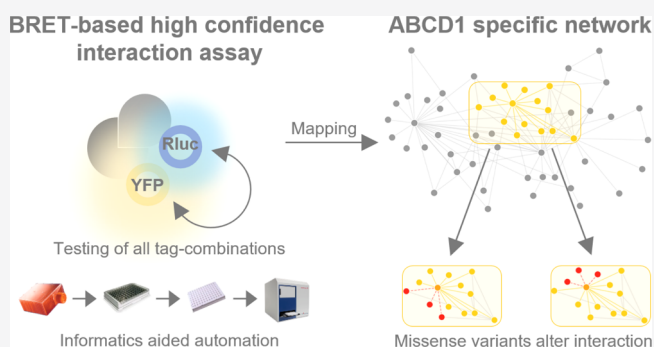 BRET-based high confidence
interaction assay
Rluc
YFP
Testing of all tag-combinations
Informatics aided automation
Mapping
ABCD1 specific network
Missense variants alter interaction